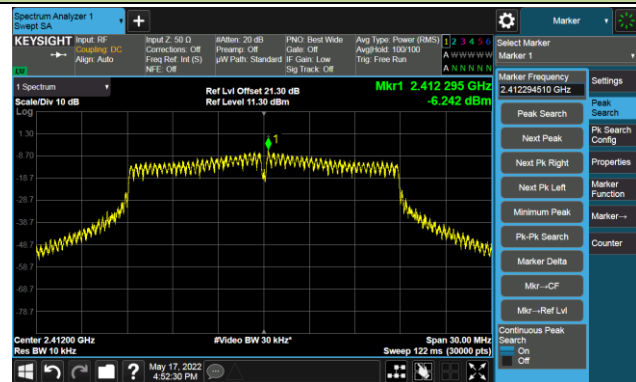 Spectrum Analyzer 1
Swept SA
Marker
KEYSIGHT
Input: RF
Coupling: DC
Align: Auto
Input Z: 50 Ω
Corrections: Off
Freq Ref: Int (S)
NFE: Off
#Atten: 20 dB
Preamp: Off
µW Path: Standard
PNO: Best Wide
Gate: Off
IF Gain: Low
Sig Track: Off
Avg Type: Power (RMS)
Avg|Hold: 100/100
Trig: Free Run
1 2 3 4 5 6
A W W W W W
A N N N N N
Select Marker
Marker 1
1 Spectrum
Scale/Div 10 dB
Log
Ref Lvl Offset 21.30 dB
Ref Level 11.30 dBm
Mkr1 2.412 295 GHz
-6.242 dBm
1
1.30
-8.70
-18.7
-28.7
-38.7
-48.7
-58.7
-68.7
-78.7
Center 2.41200 GHz
Res BW 10 kHz
#Video BW 30 kHz*
Span 30.00 MHz
Sweep 122 ms (30000 pts)
Marker Frequency
2.412294510 GHz
Peak Search
Next Peak
Next Pk Right
Next Pk Left
Minimum Peak
Pk-Pk Search
Marker Delta
Mkr→CF
Mkr→Ref Lvl
Continuous Peak
Search
On
Off
Settings
Peak
Search
Pk Search
Config
Properties
Marker
Function
Marker→
Counter
May 17, 2022
4:52:30 PM